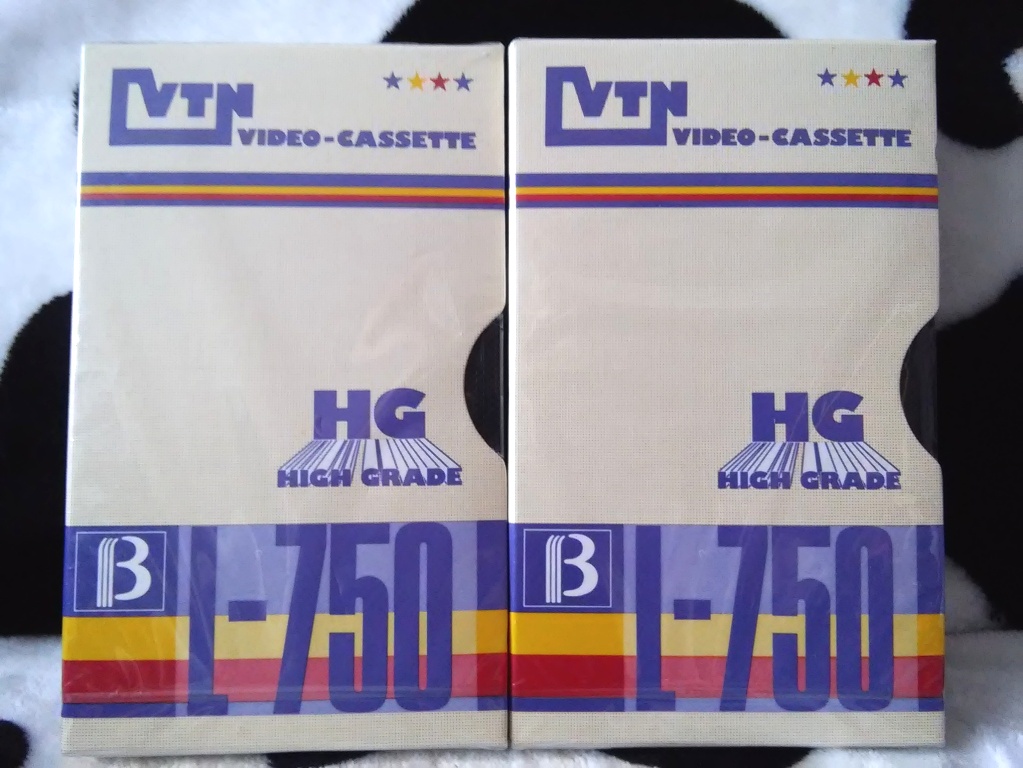 VTN
VIDEO-CASSETTE
HG
HIGH GRADE
B L-750
VTN
VIDEO-CASSETTE
HG
HIGH GRADE
B L-750